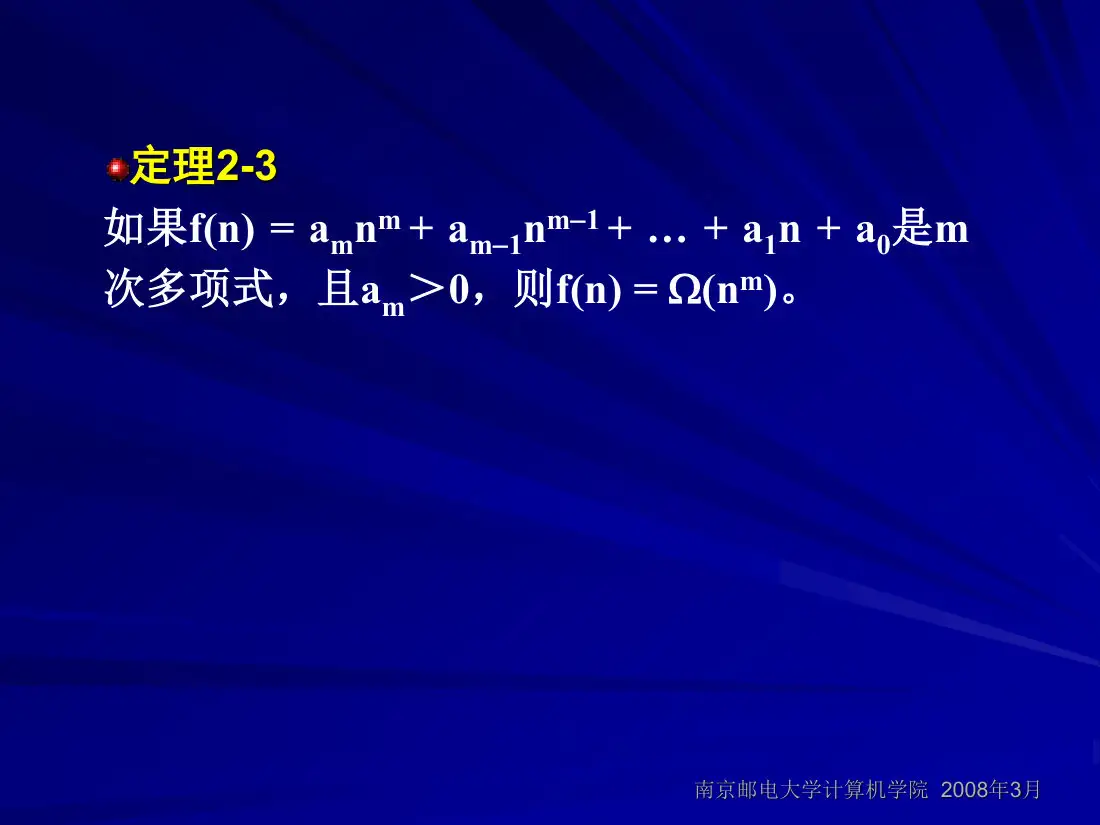 定理2-3
如果f(n) = aₘnᵐ + aₘ₋₁nᵐ⁻¹ + … + a₁n + a₀是m
次多项式，且aₘ＞0，则f(n) = Ω(nᵐ)。
南京邮电大学计算机学院 2008年3月